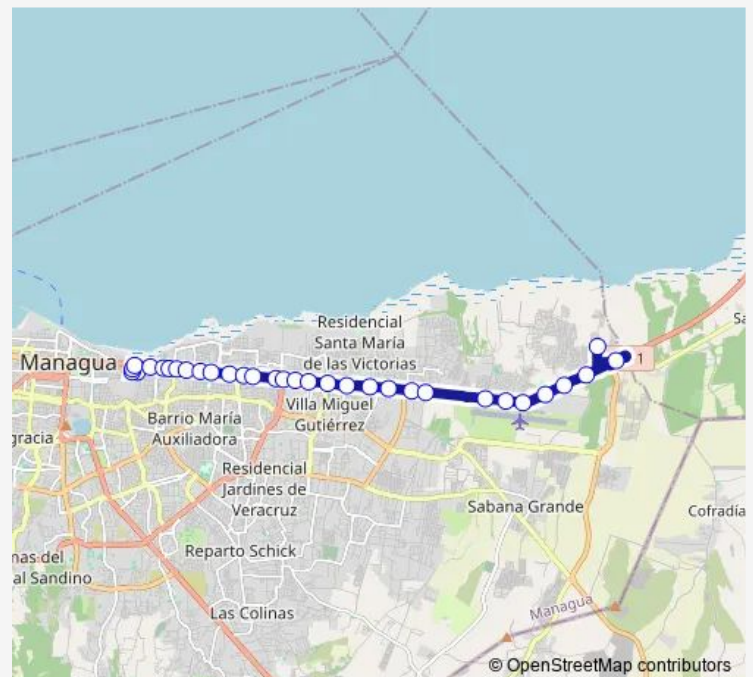 Residencial
Santa María
de las Victorias
Managua
1
Villa Miguel
Gutiérrez
Barrio María
Auxiliadora
gracia
Residencial
Jardines de
Veracruz
Sabana Grande
Cofradía
Reparto Schick
nas del
al Sandino
Las Colinas
Managua
© OpenStreetMap contributors